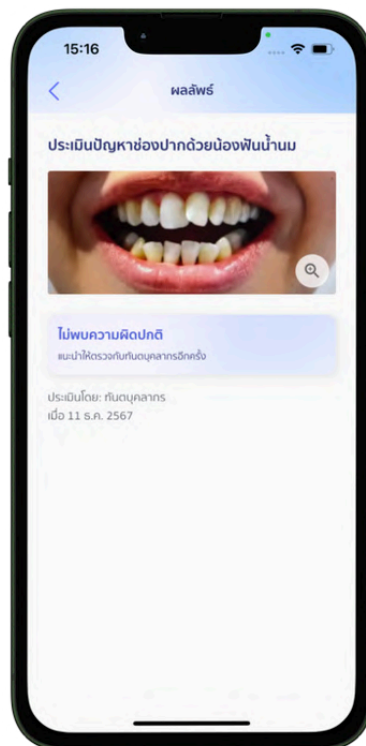 15:16
ผลลัพธ์
ประเมินปัญหาช่องปากด้วยน้องฟันน้ำนม
ไม่พบความผิดปกติ
แนะนำให้ตรวจกับทันตบุคลากรอีกครั้ง
ประเมินโดย: ทันตบุคลากร
เมื่อ 11 ธ.ค. 2567